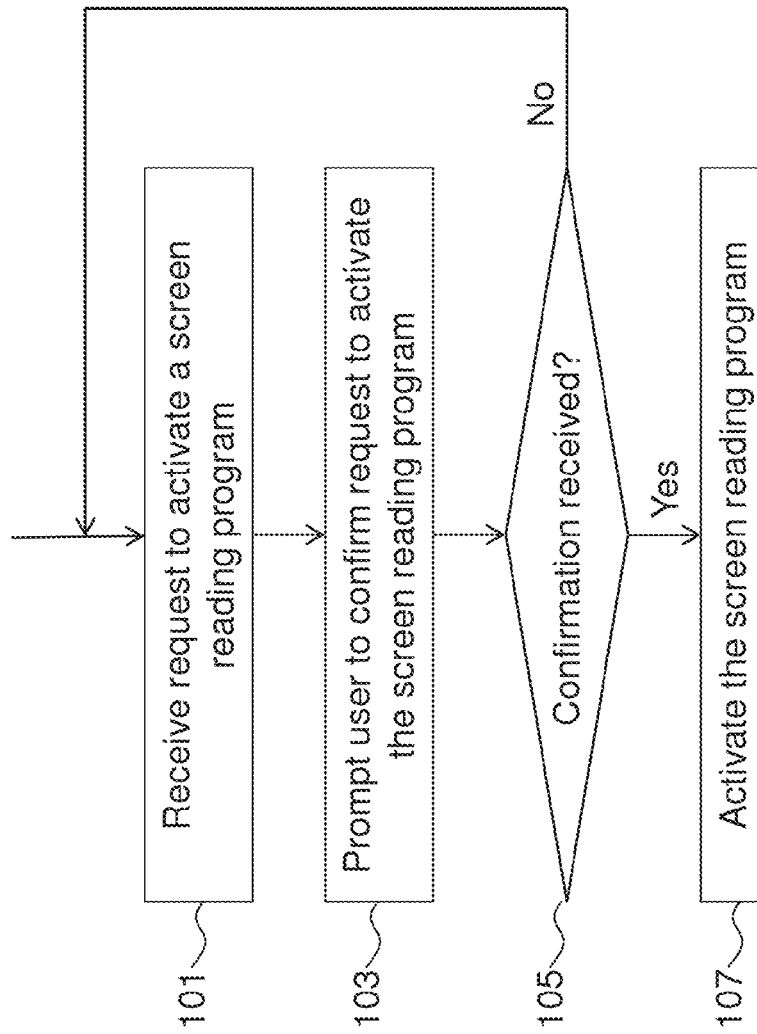 101
Receive request to activate a screen
reading program
103
Prompt user to confirm request to activate
the screen reading program
105
Confirmation received?
No
Yes
107
Activate the screen reading program